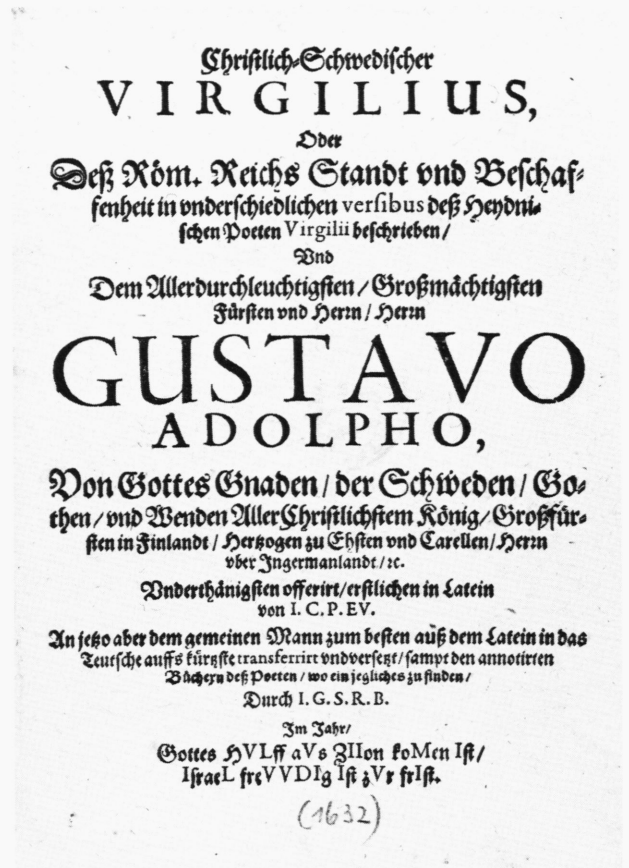 Christlich-Schwedischer
VIRGILIUS,
Oder
Deß Röm. Reichs Standt vnd Beschaf-
fenheit in vnderschiedlichen versibus deß Heydni-
schen Poeten Virgilii beschrieben/
Vnd
Dem Allerdurchleuchtigsten/ Großmächtigsten
Fürsten vnd Herrn/ Herrn
GUSTAVO
ADOLPHO,
Von Gottes Gnaden/ der Schweden/ Go-
then/ vnd Wenden AllerChristlichstem König/ Großfür-
sten in Finlandt/ Hertzogen zu Ehsten vnd Carellen/ Herrn
vber Ingermanlandt/ ꝛc.
Vnderthänigsten offerirt/ erstlichen in Latein
von I. C. P. EV.
An jetzo aber dem gemeinen Mann zum besten auß dem Latein in das
Teutsche auffs kürtzste transferrirt vnd versetzt/ sampt den annotirten
Büchern deß Poeten/ wo ein jegliches zu finden/
Durch I. G. S. R. B.
Im Jahr/
Gottes HVLff aVs ZIIon koMen Ist/
IsraeL freVVDIg Ist zVr frIst.
(1632)